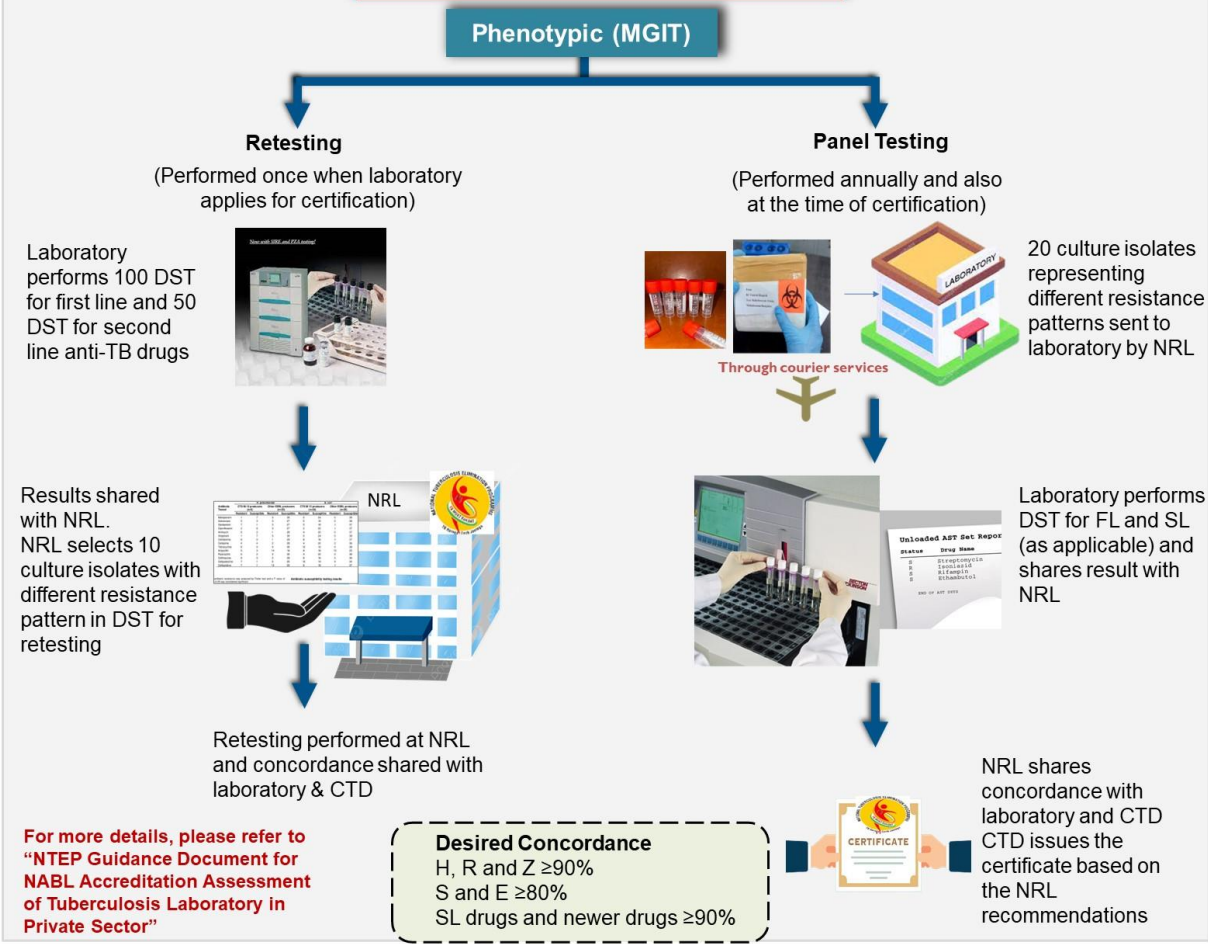 Phenotypic (MGIT)
Retesting
(Performed once when laboratory
applies for certification)
Laboratory
performs 100 DST
for first line and 50
DST for second
line anti-TB drugs
Results shared
with NRL.
NRL selects 10
culture isolates with
different resistance
pattern in DST for
retesting
NRL
Retesting performed at NRL
and concordance shared with
laboratory & CTD
Panel Testing
(Performed annually and also
at the time of certification)
LABORATORY
Through courier services
20 culture isolates
representing
different resistance
patterns sent to
laboratory by NRL
Unloaded AST Set Repor
Status Drug Name
S Streptomycin
R Isoniazid
S Rifampin
S Ethambutol
Laboratory performs
DST for FL and SL
(as applicable) and
shares result with
NRL
CERTIFICATE
NRL shares
concordance with
laboratory and CTD
CTD issues the
certificate based on
the NRL
recommendations
For more details, please refer to
“NTEP Guidance Document for
NABL Accreditation Assessment
of Tuberculosis Laboratory in
Private Sector”
Desired Concordance
H, R and Z ≥90%
S and E ≥80%
SL drugs and newer drugs ≥90%